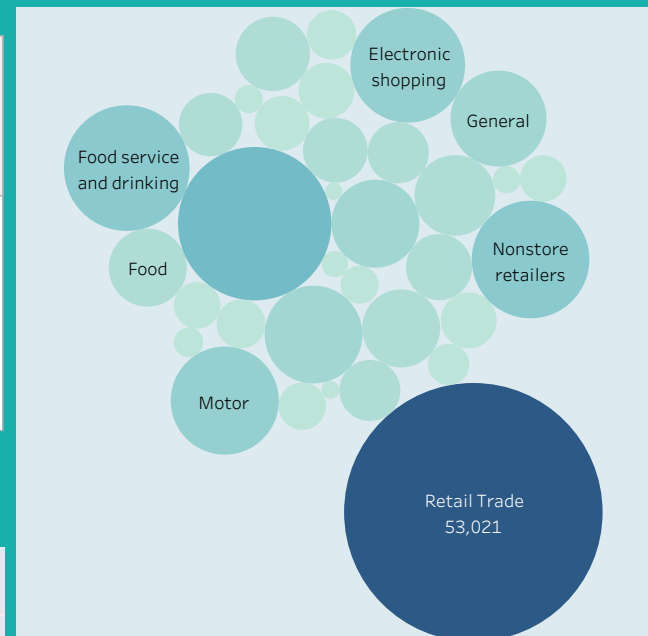 Electronic
shopping
General
Food service
and drinking
Nonstore
retailers
Food
Motor
Retail Trade
53,021